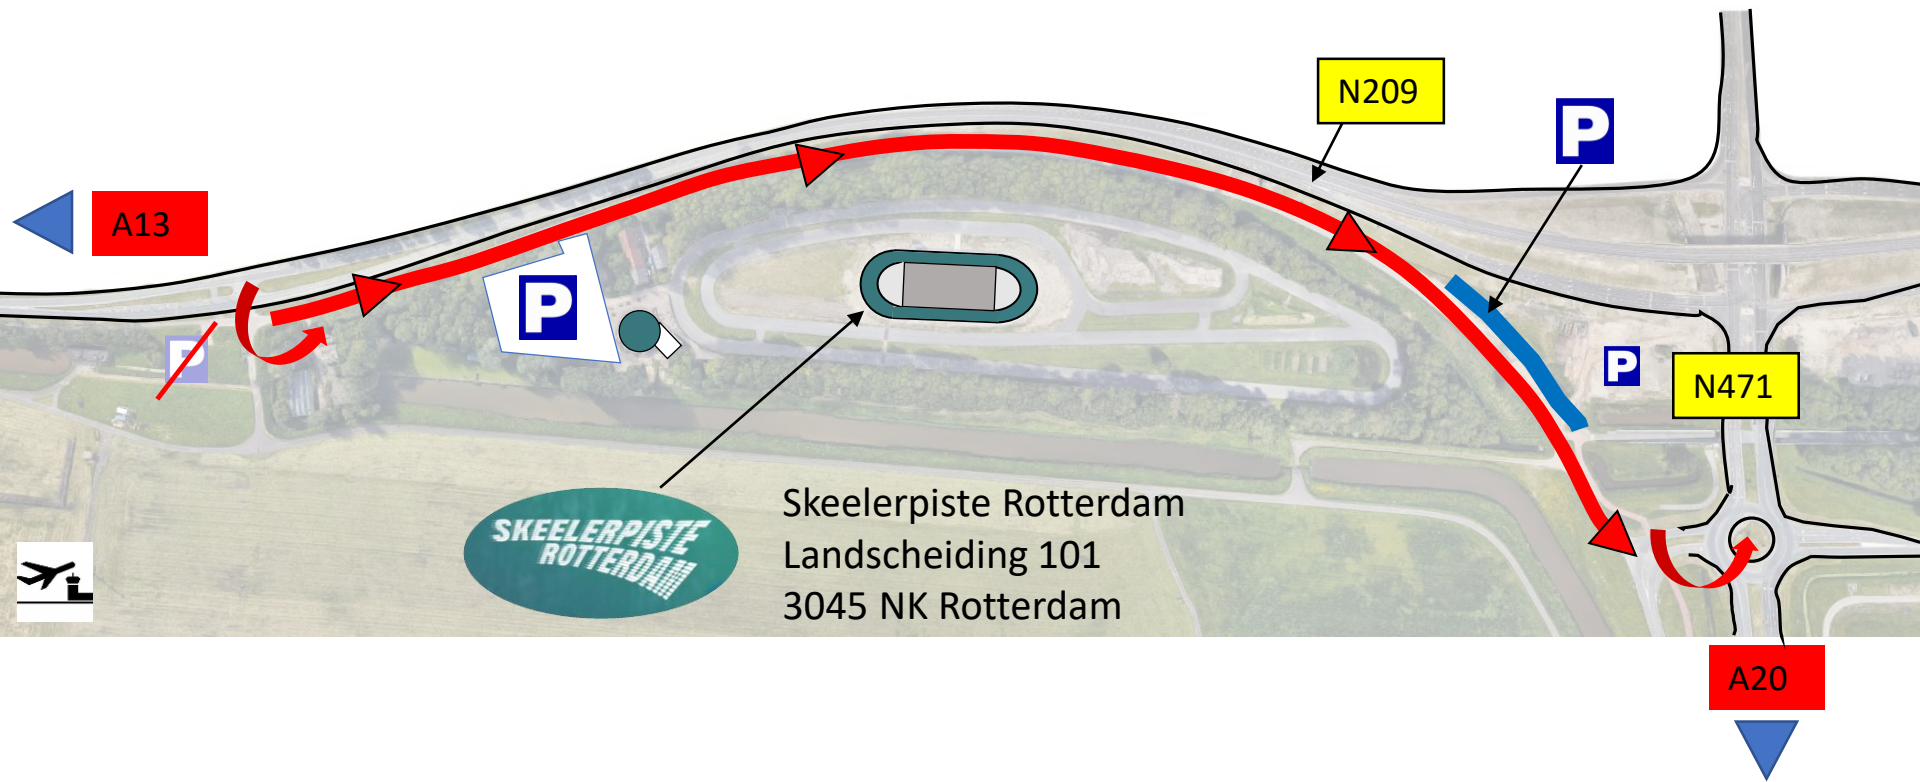 N209
P
A13
P
P
P
N471
SKEELERPISTE
ROTTERDAM
Skeelerpiste Rotterdam
Landscheiding 101
3045 NK Rotterdam
A20